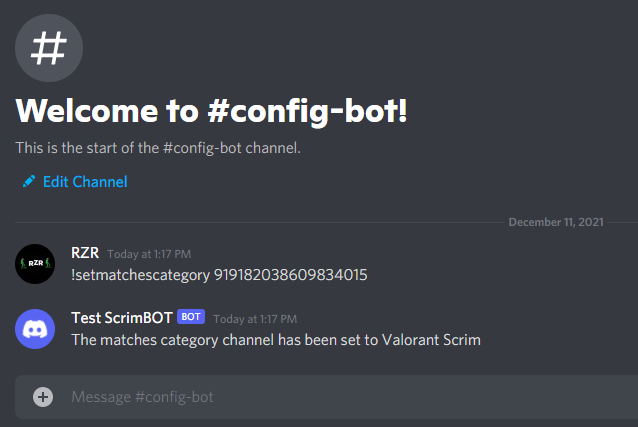 Welcome to #config-bot!
This is the start of the #config-bot channel.
Edit Channel
December 11, 2021
RZR
RZR Today at 1:17 PM
!setmatchescategory 919182038609834015
Test ScrimBOT BOT Today at 1:17 PM
The matches category channel has been set to Valorant Scrim
Message #config-bot